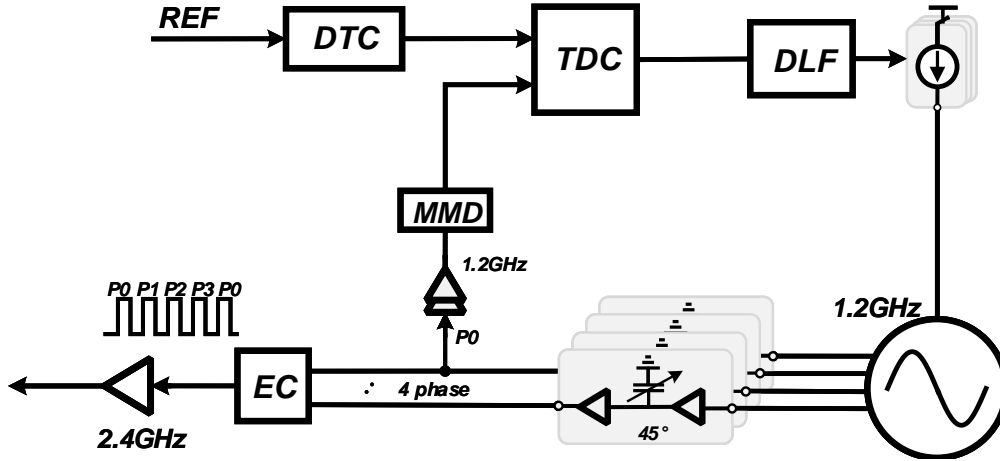 REF
DTC
TDC
DLF
MMD
1.2GHz
P0 P1 P2 P3 P0
P0
1.2GHz
EC
4 phase
45°
2.4GHz